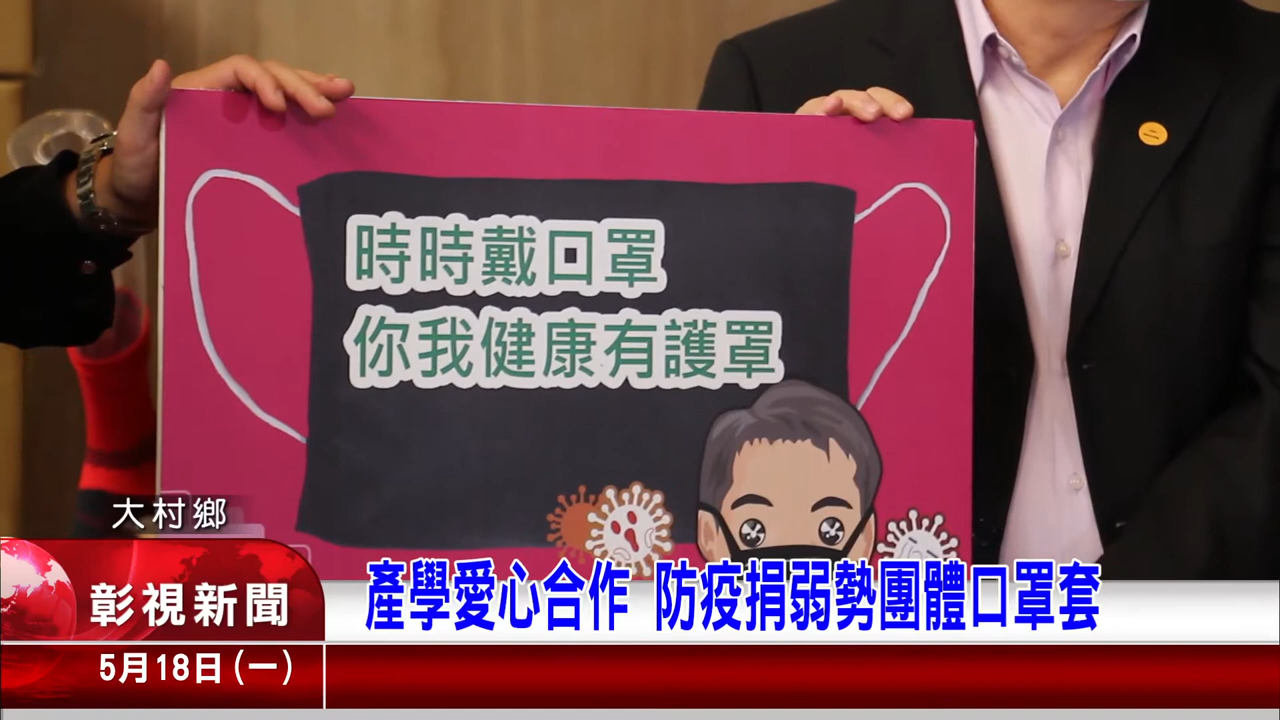 時時戴口罩
你我健康有護罩
大村鄉
彰視新聞
產學愛心合作 防疫捐弱勢團體口罩套
5月18日(一)